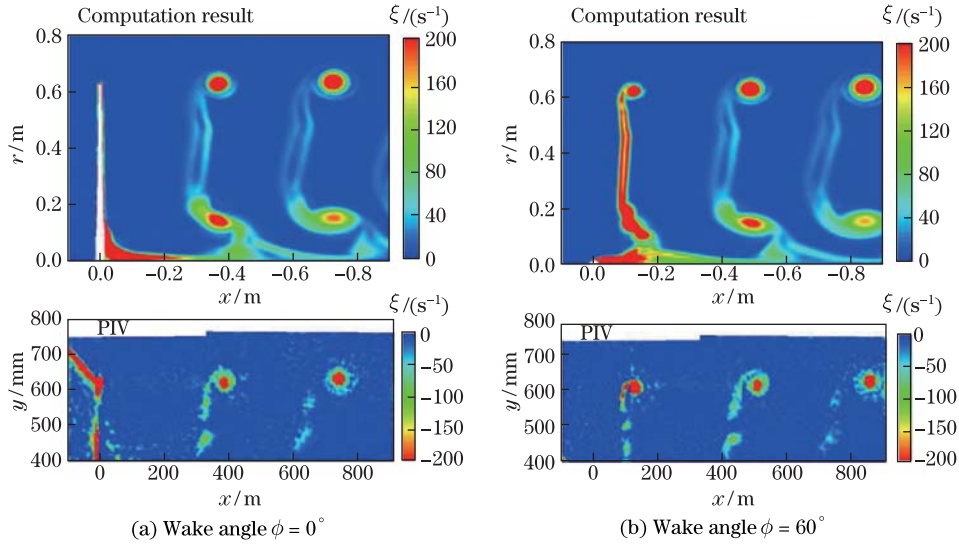 Computation result
ξ/(s⁻¹)
0.8
0.6
0.4
0.2
0.0
r/m
0.0 −0.2 −0.4 −0.6 −0.8
x/m
200
160
120
80
40
0
Computation result
ξ/(s⁻¹)
0.8
0.6
0.4
0.2
0.0
r/m
0.0 −0.2 −0.4 −0.6 −0.8
x/m
200
160
120
80
40
0
PIV
ξ/(s⁻¹)
800
700
600
500
400
y/mm
0 200 400 600 800
x/m
0
−50
−100
−150
−200
(a) Wake angle ϕ = 0°
PIV
ξ/(s⁻¹)
800
700
600
500
400
y/mm
0 200 400 600 800
x/m
0
−50
−100
−150
−200
(b) Wake angle ϕ = 60°